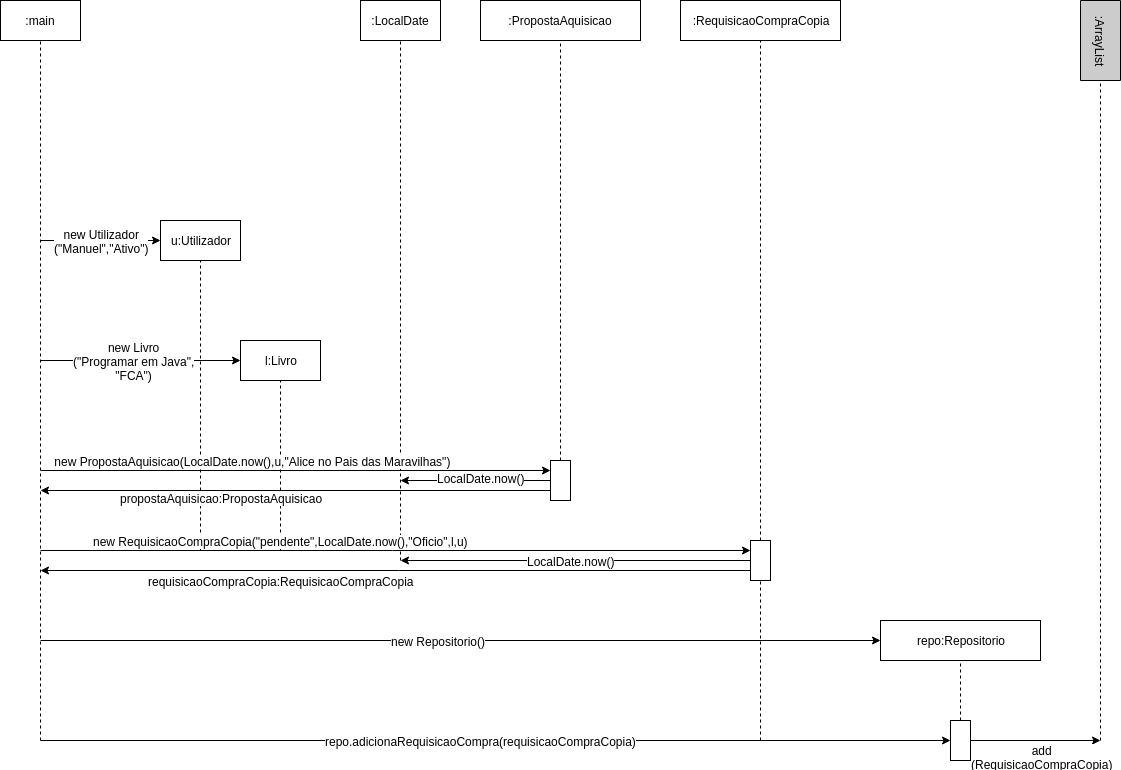 :main
:LocalDate
:PropostaAquisicao
:RequisicaoCompraCopia
:ArrayList
new Utilizador
("Manuel","Ativo")
u:Utilizador
new Livro
("Programar em Java",
"FCA")
l:Livro
new PropostaAquisicao(LocalDate.now(),u,"Alice no Pais das Maravilhas")
LocalDate.now()
propostaAquisicao:PropostaAquisicao
new RequisicaoCompraCopia("pendente",LocalDate.now(),"Oficio",l,u)
LocalDate.now()
requisicaoCompraCopia:RequisicaoCompraCopia
new Repositorio()
repo:Repositorio
repo.adicionaRequisicaoCompra(requisicaoCompraCopia)
add
(RequisicaoCompraCopia)